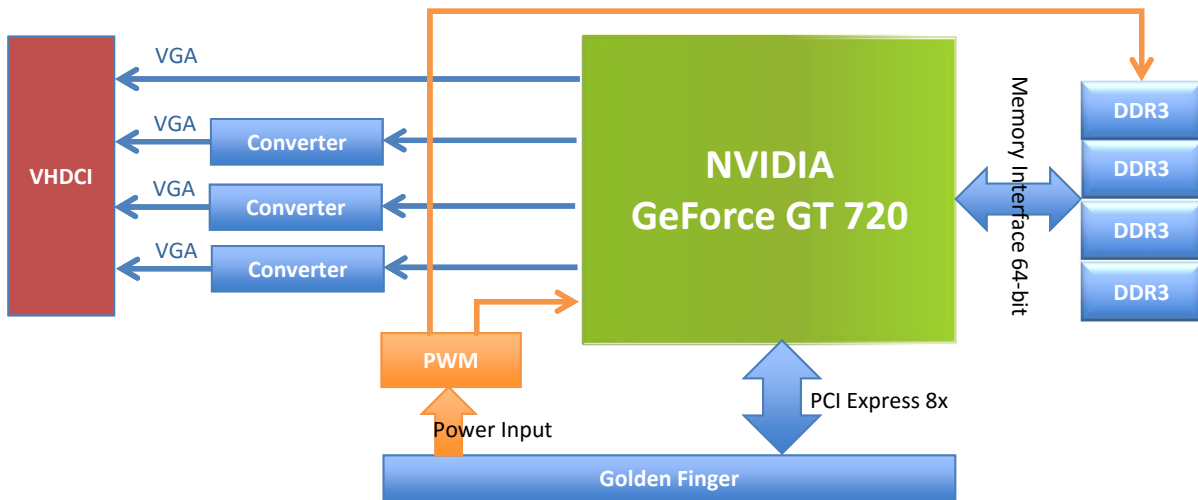 VGA
VGA
Converter
VGA
Converter
VGA
Converter
VHDCI
NVIDIA
GeForce GT 720
Memory Interface 64-bit
DDR3
DDR3
DDR3
DDR3
PWM
Power Input
PCI Express 8x
Golden Finger